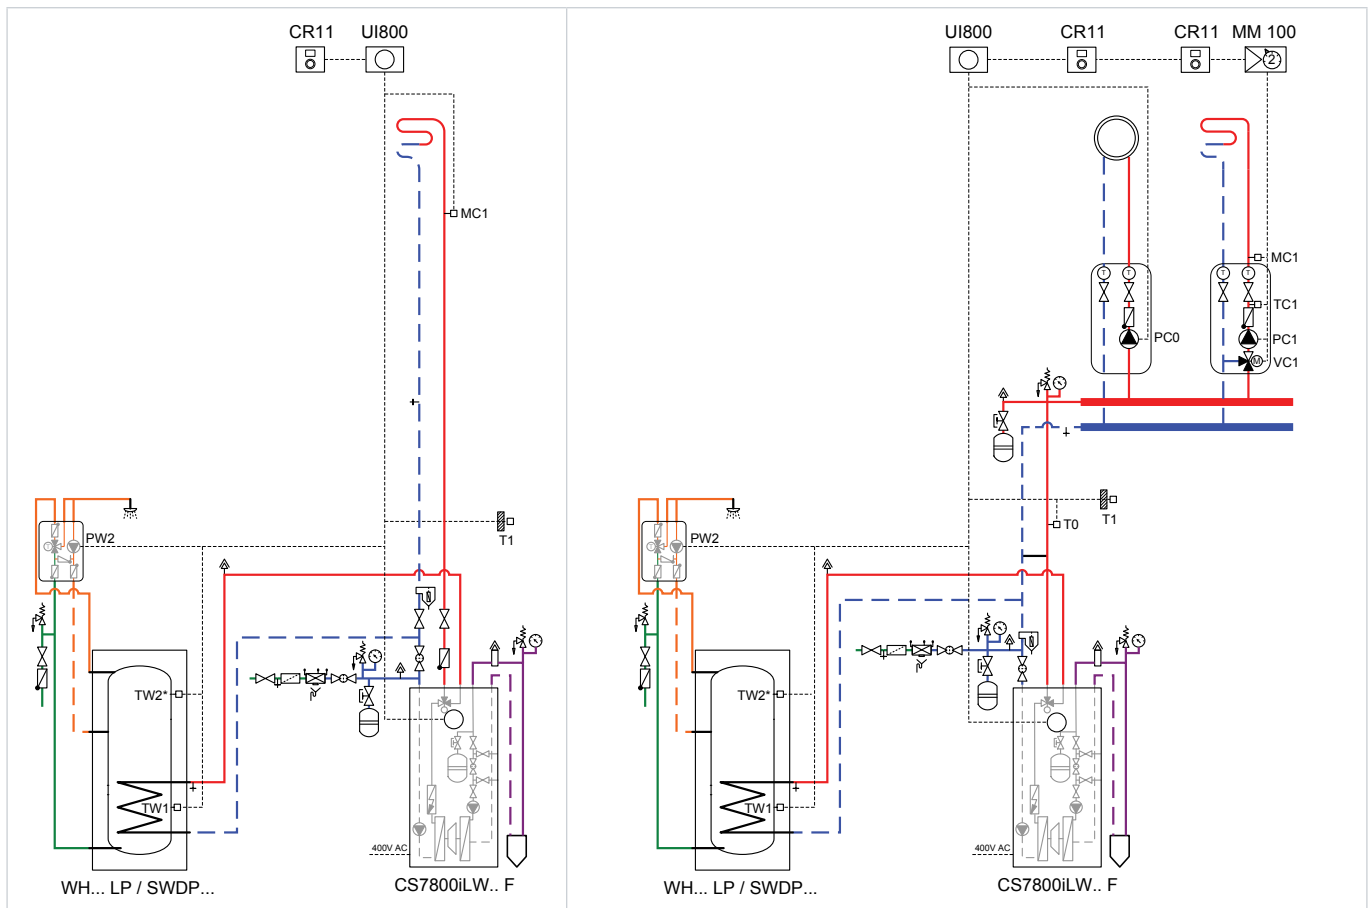 CR11 UI800
MC1
PW2
T1
TW2*
TW1
400V AC
WH... LP / SWDP...
CS7800iLW.. F
UI800 CR11 CR11 MM 100
2
T T T T
MC1
TC1
PC0 PC1
M VC1
T1
T0
PW2
TW2*
TW1
400V AC
WH... LP / SWDP...
CS7800iLW.. F